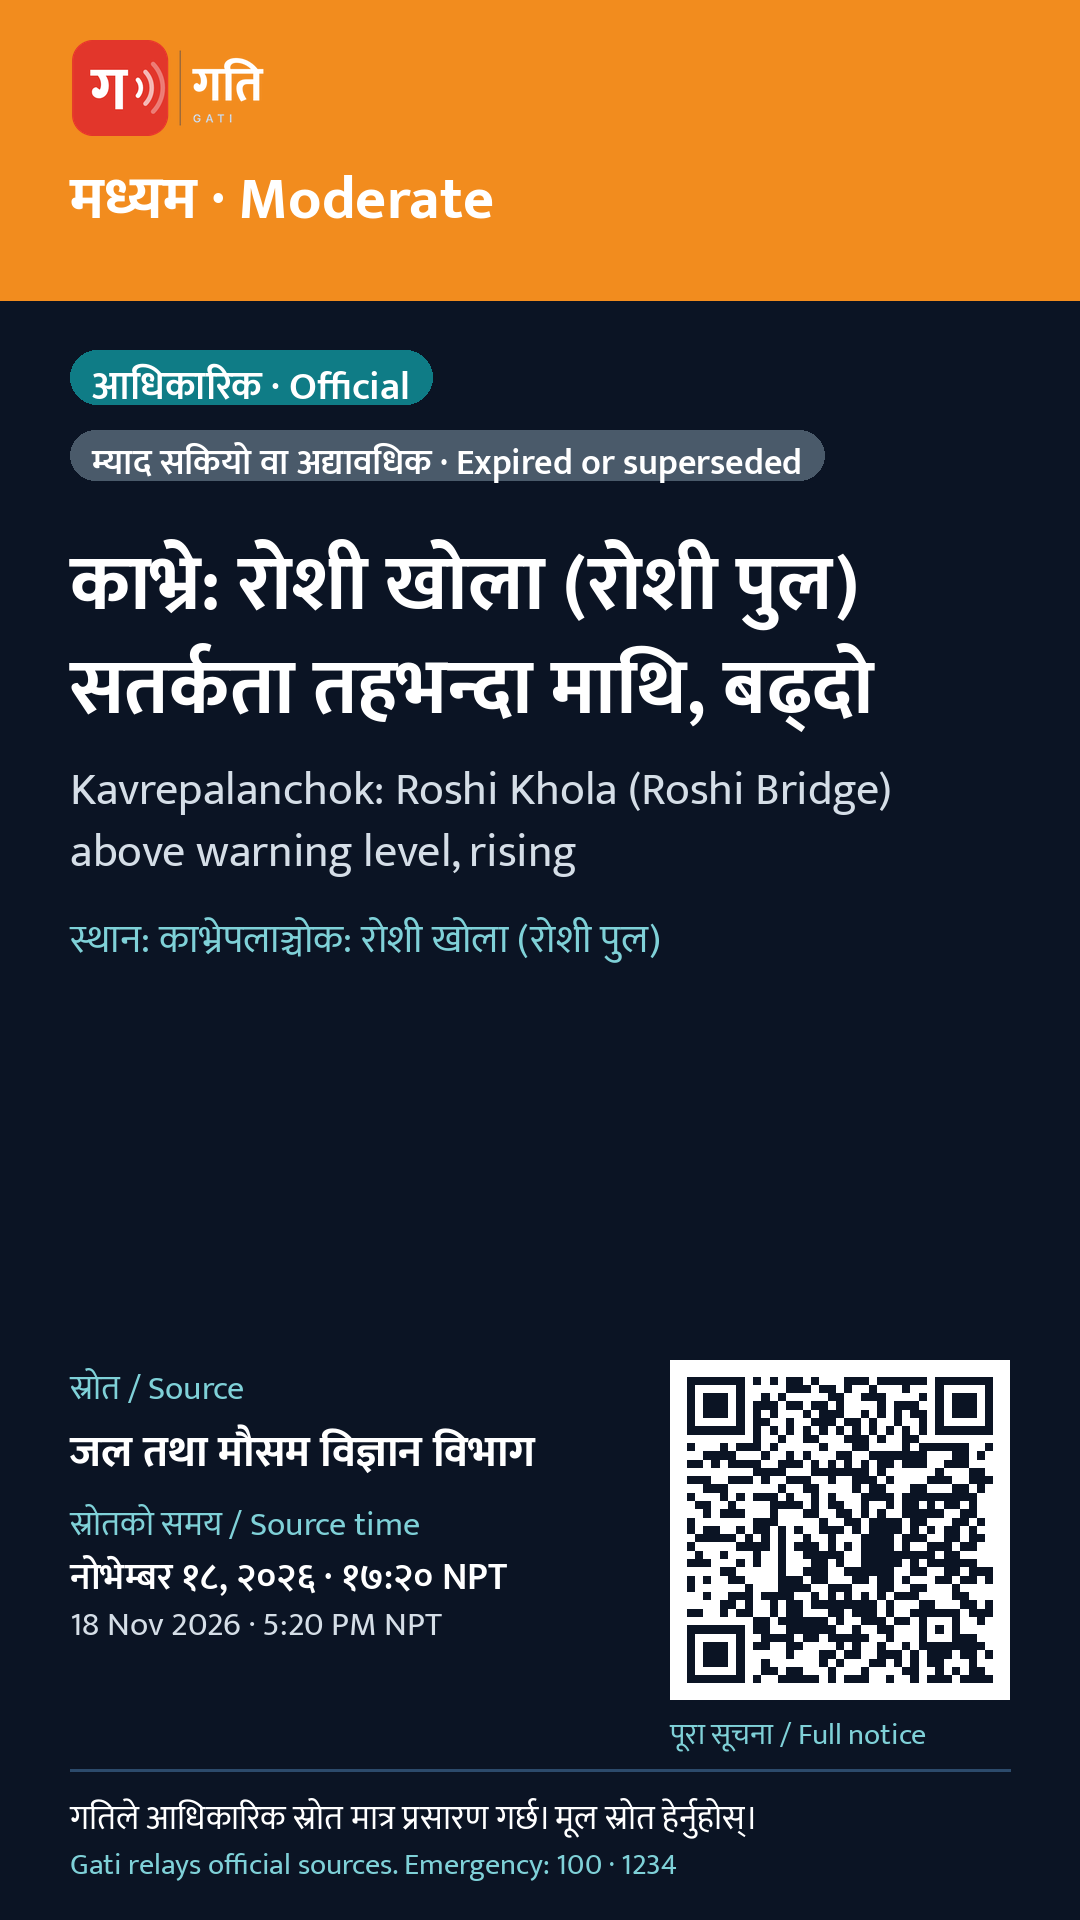 ग
गति
GATI
मध्यम · Moderate
आधिकारिक · Official
म्याद सकियो वा अद्यावधिक · Expired or superseded
काभ्रे: रोशी खोला (रोशी पुल)
सतर्कता तहभन्दा माथि, बढ्दो
Kavrepalanchok: Roshi Khola (Roshi Bridge)
above warning level, rising
स्थान: काभ्रेपलाञ्चोक: रोशी खोला (रोशी पुल)
स्रोत / Source
जल तथा मौसम विज्ञान विभाग
स्रोतको समय / Source time
नोभेम्बर १८, २०२६ · १७:२० NPT
18 Nov 2026 · 5:20 PM NPT
पूरा सूचना / Full notice
गतिले आधिकारिक स्रोत मात्र प्रसारण गर्छ। मूल स्रोत हेर्नुहोस्।
Gati relays official sources. Emergency: 100 · 1234